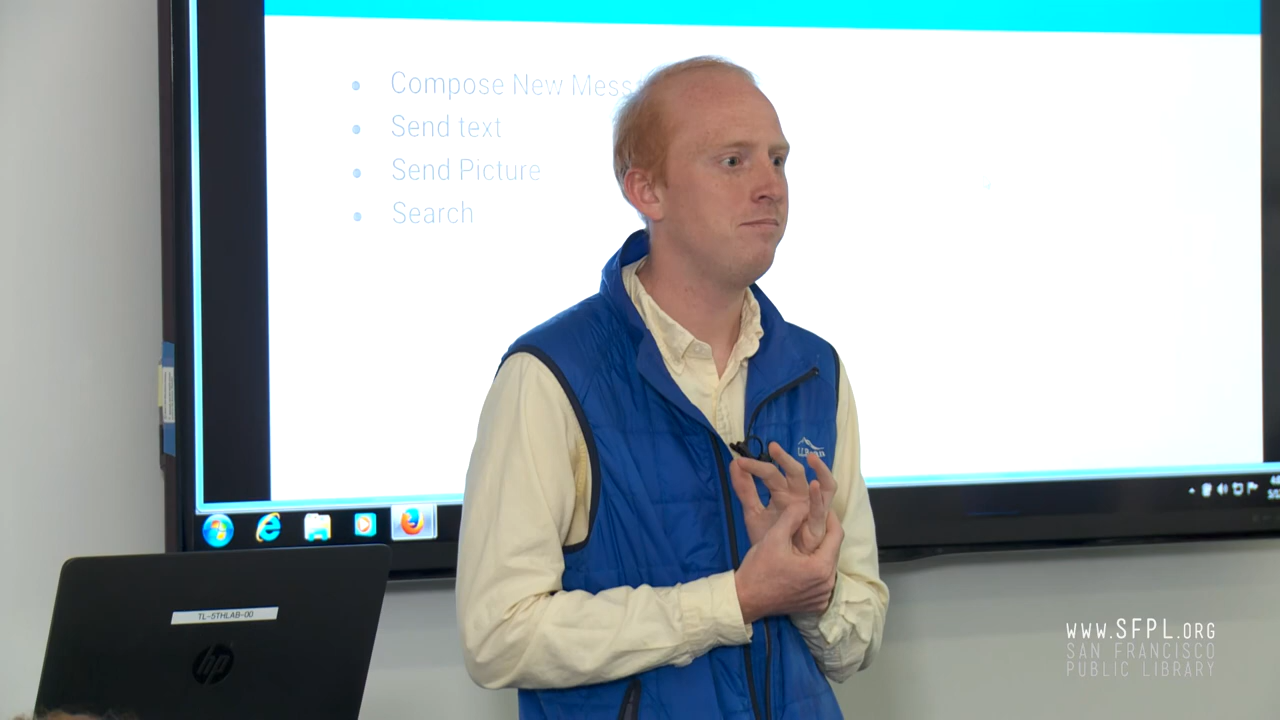 Compose New Mess
Send text
Send Picture
Search
L.L.Bean
TL-5THLAB-00
hp
WWW.SFPL.ORG
SAN FRANCISCO
PUBLIC LIBRARY